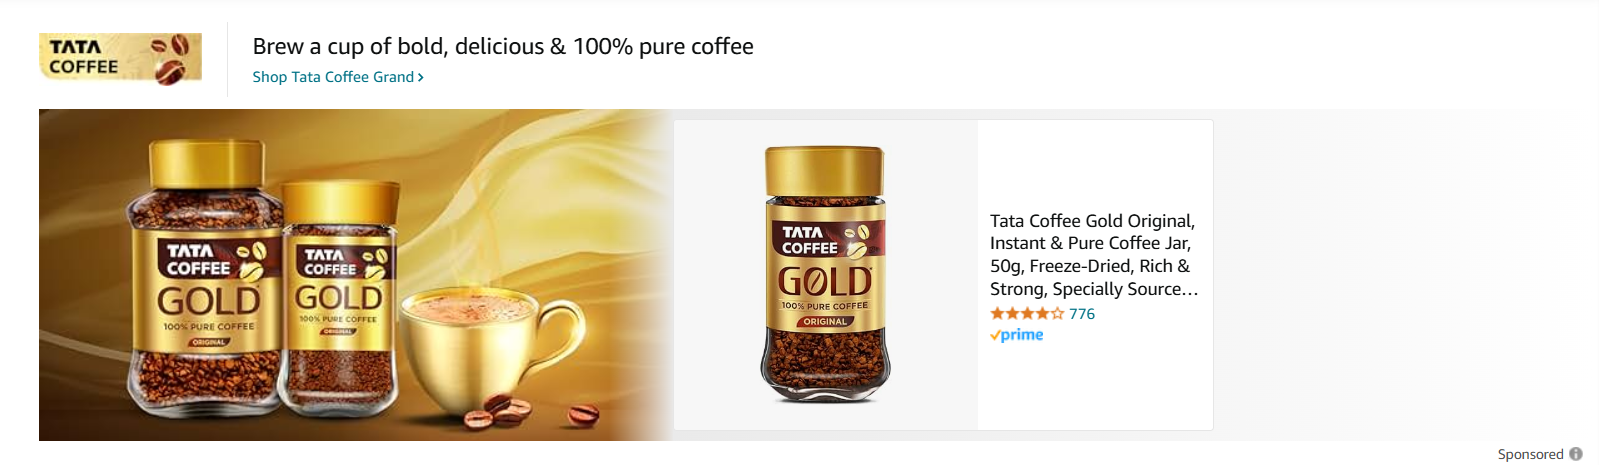 TATA
COFFEE
Brew a cup of bold, delicious & 100% pure coffee
Shop Tata Coffee Grand ›
TATA
COFFEE
GOLD
100% PURE COFFEE
ORIGINAL
TATA
COFFEE
GOLD
100% PURE COFFEE
ORIGINAL
TATA
COFFEE
GOLD
100% PURE COFFEE
ORIGINAL
Tata Coffee Gold Original,
Instant & Pure Coffee Jar,
50g, Freeze-Dried, Rich &
Strong, Specially Source...
776
prime
Sponsored